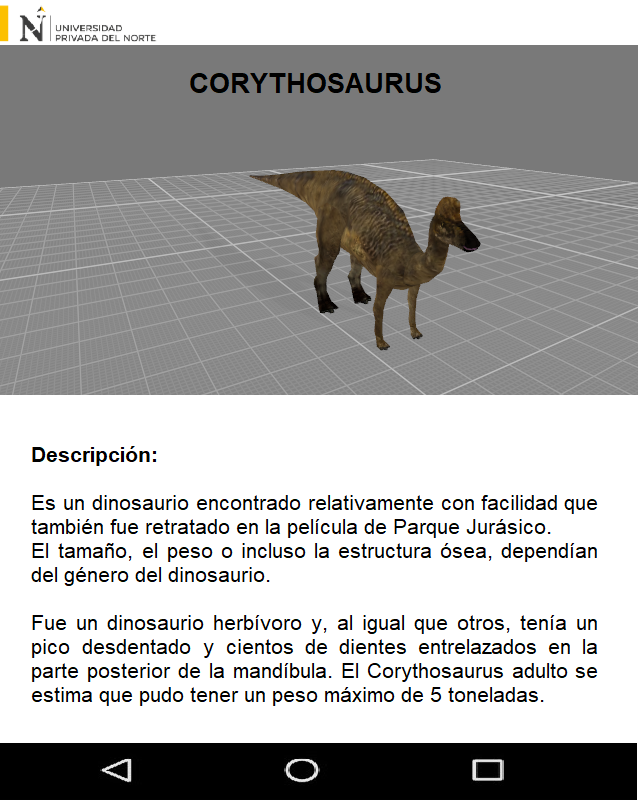 UNIVERSIDAD
PRIVADA DEL NORTE
CORYTHOSAURUS
Descripción:
Es un dinosaurio encontrado relativamente con facilidad que
también fue retratado en la película de Parque Jurásico.
El tamaño, el peso o incluso la estructura ósea, dependían
del género del dinosaurio.
Fue un dinosaurio herbívoro y, al igual que otros, tenía un
pico desdentado y cientos de dientes entrelazados en la
parte posterior de la mandíbula. El Corythosaurus adulto se
estima que pudo tener un peso máximo de 5 toneladas.